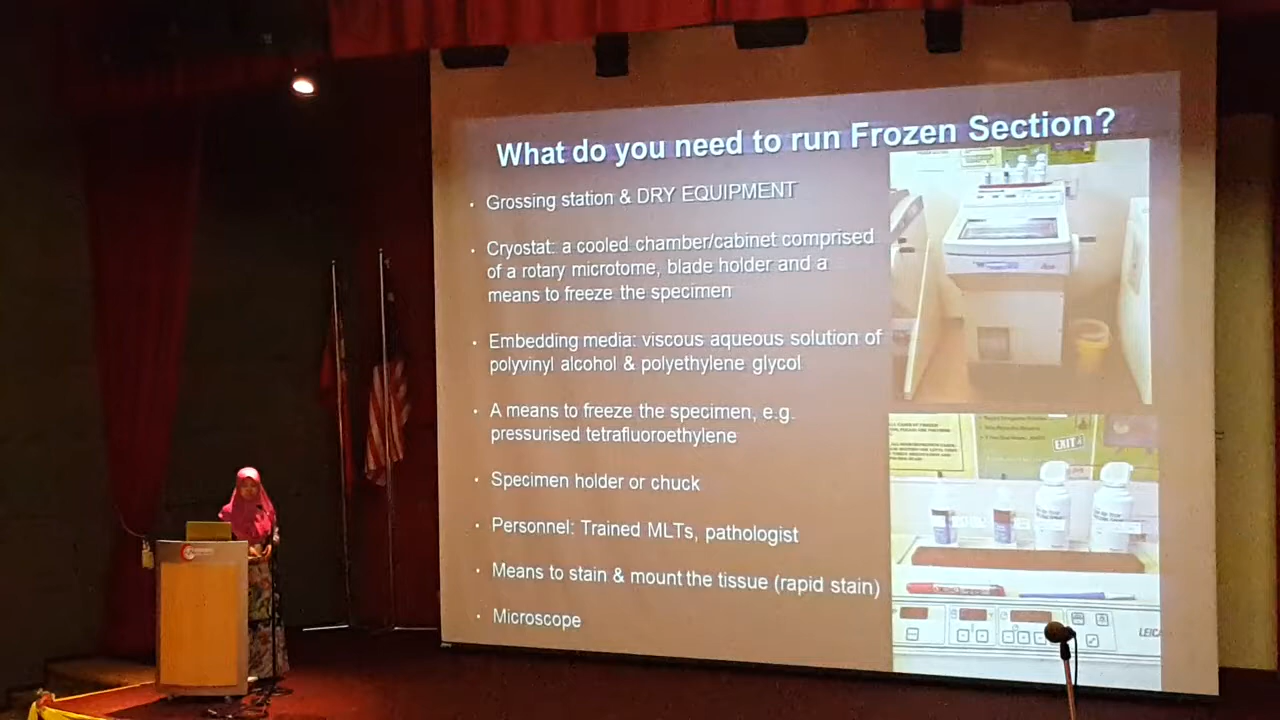 What do you need to run Frozen Section?
• Grossing station & DRY EQUIPMENT
• Cryostat: a cooled chamber/cabinet comprised
of a rotary microtome, blade holder and a
means to freeze the specimen
• Embedding media: viscous aqueous solution of
polyvinyl alcohol & polyethylene glycol
• A means to freeze the specimen, e.g.
pressurised tetrafluoroethylene
• Specimen holder or chuck
• Personnel: Trained MLTs, pathologist
• Means to stain & mount the tissue (rapid stain)
• Microscope
EXIT
LEICA